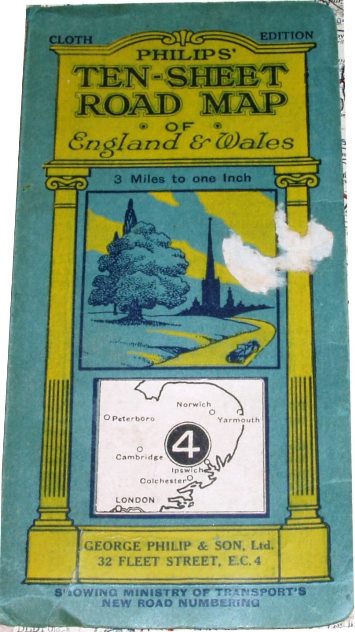 CLOTH EDITION
PHILIPS'
TEN-SHEET
ROAD MAP
• OF •
England & Wales
3 Miles to one Inch
Norwich
Peterboro
Yarmouth
4
Cambridge
Ipswich
Colchester
LONDON
GEORGE PHILIP & SON, Ltd.
32 FLEET STREET, E.C.4
SHOWING MINISTRY OF TRANSPORT'S
NEW ROAD NUMBERING